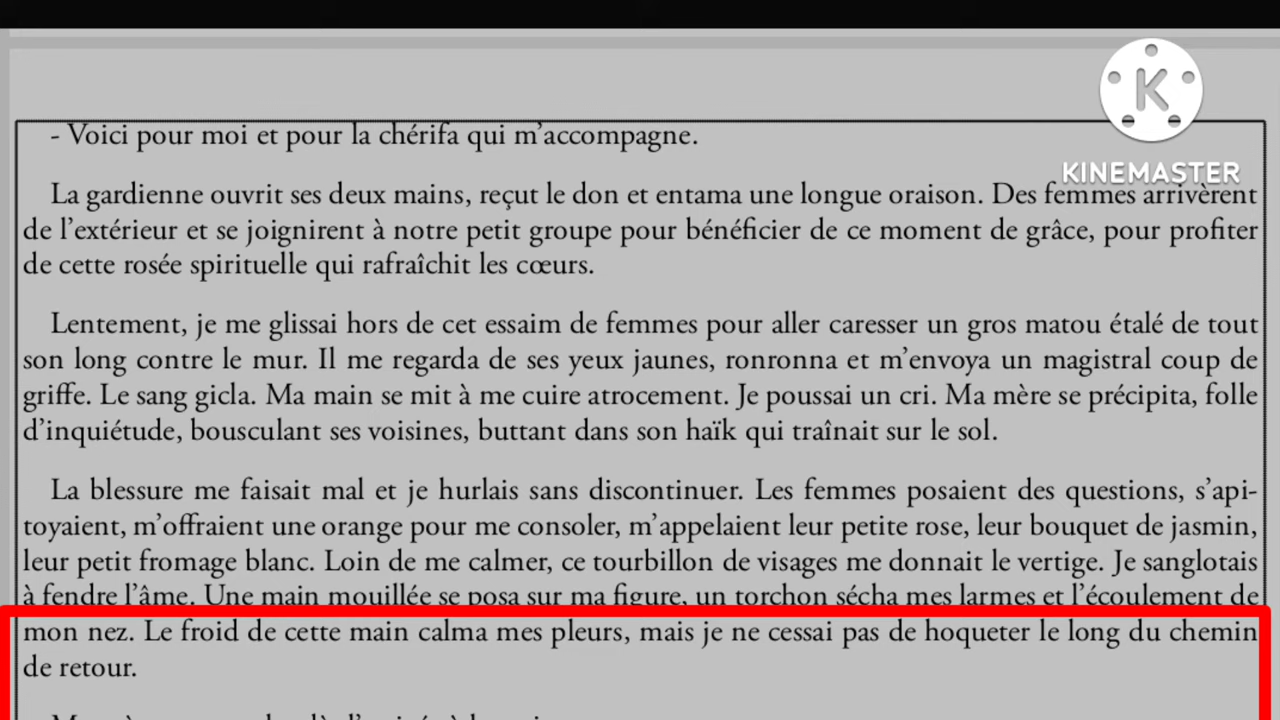 - Voici pour moi et pour la chérifa qui m’accompagne.
K
KINEMASTER
La gardienne ouvrit ses deux mains, reçut le don et entama une longue oraison. Des femmes arrivèrent
de l’extérieur et se joignirent à notre petit groupe pour bénéficier de ce moment de grâce, pour profiter
de cette rosée spirituelle qui rafraîchit les cœurs.
Lentement, je me glissai hors de cet essaim de femmes pour aller caresser un gros matou étalé de tout
son long contre le mur. Il me regarda de ses yeux jaunes, ronronna et m’envoya un magistral coup de
griffe. Le sang gicla. Ma main se mit à me cuire atrocement. Je poussai un cri. Ma mère se précipita, folle
d’inquiétude, bousculant ses voisines, buttant dans son haïk qui traînait sur le sol.
La blessure me faisait mal et je hurlais sans discontinuer. Les femmes posaient des questions, s’api-
toyaient, m’offraient une orange pour me consoler, m’appelaient leur petite rose, leur bouquet de jasmin,
leur petit fromage blanc. Loin de me calmer, ce tourbillon de visages me donnait le vertige. Je sanglotais
à fendre l’âme. Une main mouillée se posa sur ma figure, un torchon sécha mes larmes et l’écoulement de
mon nez. Le froid de cette main calma mes pleurs, mais je ne cessai pas de hoqueter le long du chemin
de retour.